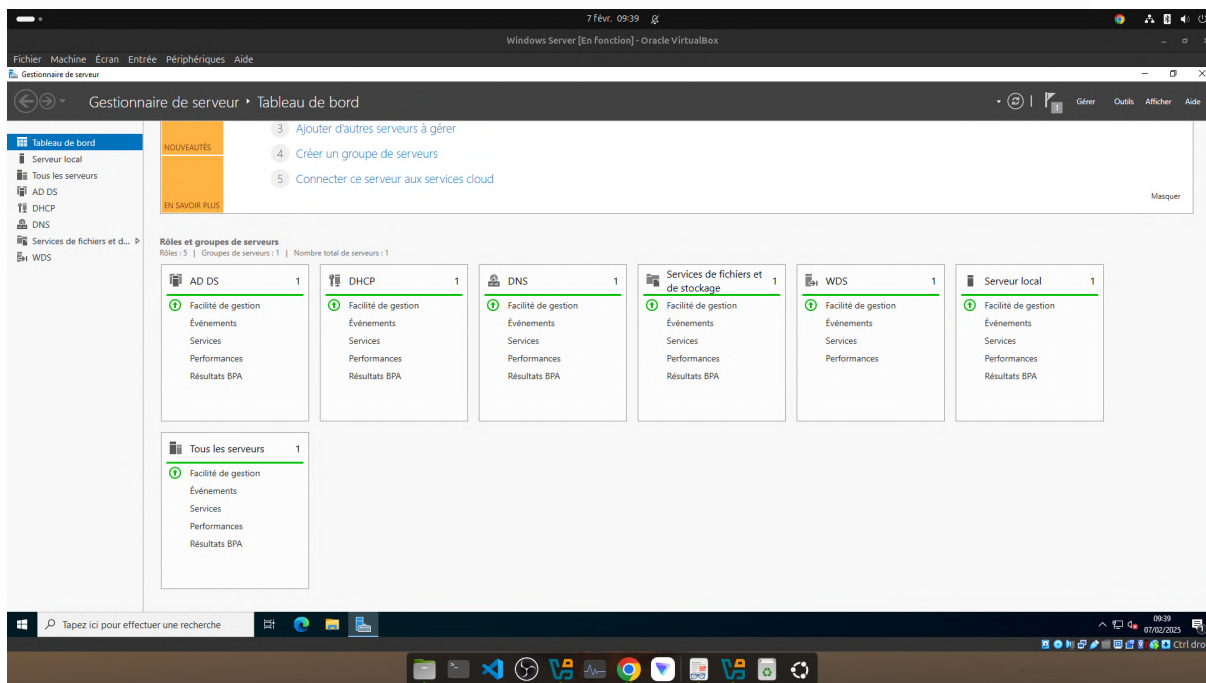 7 févr. 09:39
Windows Server [En fonction] - Oracle VirtualBox
Fichier Machine Écran Entrée Périphériques Aide
Gestionnaire de serveur
Gestionnaire de serveur • Tableau de bord
1
Gérer Outils Afficher Aide
Tableau de bord
Serveur local
Tous les serveurs
AD DS
DHCP
DNS
Services de fichiers et d...
WDS
NOUVEAUTÉS
EN SAVOIR PLUS
3 Ajouter d'autres serveurs à gérer
4 Créer un groupe de serveurs
5 Connecter ce serveur aux services cloud
Masquer
Rôles et groupes de serveurs
Rôles : 5 | Groupes de serveurs : 1 | Nombre total de serveurs : 1
AD DS 1
Facilité de gestion
Événements
Services
Performances
Résultats BPA
DHCP 1
Facilité de gestion
Événements
Services
Performances
Résultats BPA
DNS 1
Facilité de gestion
Événements
Services
Performances
Résultats BPA
Services de fichiers et
de stockage 1
Facilité de gestion
Événements
Services
Performances
Résultats BPA
WDS 1
Facilité de gestion
Événements
Services
Performances
Serveur local 1
Facilité de gestion
Événements
Services
Performances
Résultats BPA
Tous les serveurs 1
Facilité de gestion
Événements
Services
Performances
Résultats BPA
Tapez ici pour effectuer une recherche
09:39
07/02/2025
Ctrl dro